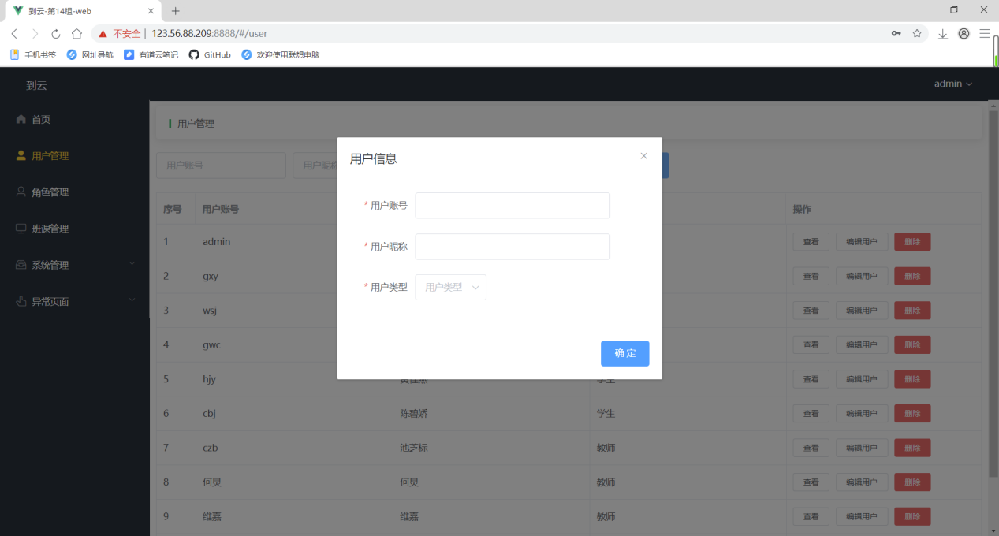 到云-第14组-web
不安全 | 123.56.88.209:8888/#/user
手机书签 网址导航 有道云笔记 GitHub 欢迎使用联想电脑
到云 admin
首页
用户管理
角色管理
班课管理
系统管理
异常页面
用户管理
用户账号 用户昵称
用户信息
* 用户账号
* 用户昵称
* 用户类型 用户类型
确定
序号 用户账号 操作
1 admin 查看 编辑用户 删除
2 gxy 查看 编辑用户 删除
3 wsj 查看 编辑用户 删除
4 gwc 查看 编辑用户 删除
5 hjy 学生 查看 编辑用户 删除
6 cbj 陈碧娇 学生 查看 编辑用户 删除
7 czb 池芝标 教师 查看 编辑用户 删除
8 何炅 何炅 教师 查看 编辑用户 删除
9 维嘉 维嘉 教师 查看 编辑用户 删除